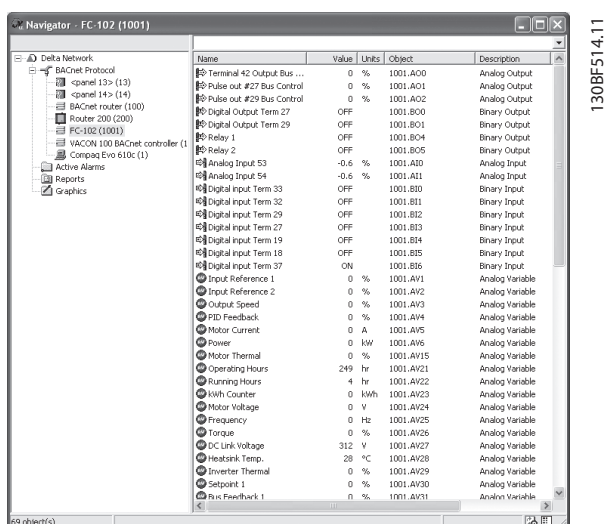 Navigator - FC-102 (1001)
130BF514.11
Delta Network
BACnet Protocol
<panel 13> (13)
<panel 14> (14)
BACnet router (100)
Router 200 (200)
FC-102 (1001)
VACON 100 BACnet controller (1
Compaq Evo 610c (1)
Active Alarms
Reports
Graphics
Name Value Units Object Description
Terminal 42 Output Bus ... 0 % 1001.AO0 Analog Output
Pulse out #27 Bus Control 0 % 1001.AO1 Analog Output
Pulse out #29 Bus Control 0 % 1001.AO2 Analog Output
Digital Output Term 27 OFF 1001.BO0 Binary Output
Digital Output Term 29 OFF 1001.BO1 Binary Output
Relay 1 OFF 1001.BO4 Binary Output
Relay 2 OFF 1001.BO5 Binary Output
Analog Input 53 -0.6 % 1001.AI0 Analog Input
Analog Input 54 -0.6 % 1001.AI1 Analog Input
Digital input Term 33 OFF 1001.BI0 Binary Input
Digital input Term 32 OFF 1001.BI1 Binary Input
Digital input Term 29 OFF 1001.BI2 Binary Input
Digital input Term 27 OFF 1001.BI3 Binary Input
Digital input Term 19 OFF 1001.BI4 Binary Input
Digital input Term 18 OFF 1001.BI5 Binary Input
Digital input Term 37 ON 1001.BI6 Binary Input
Input Reference 1 0 % 1001.AV1 Analog Variable
Input Reference 2 0 % 1001.AV2 Analog Variable
Output Speed 0 % 1001.AV3 Analog Variable
PID Feedback 0 % 1001.AV4 Analog Variable
Motor Current 0 A 1001.AV5 Analog Variable
Power 0 kW 1001.AV6 Analog Variable
Motor Thermal 0 % 1001.AV15 Analog Variable
Operating Hours 249 hr 1001.AV21 Analog Variable
Running Hours 4 hr 1001.AV22 Analog Variable
kWh Counter 0 kWh 1001.AV23 Analog Variable
Motor Voltage 0 V 1001.AV24 Analog Variable
Frequency 0 Hz 1001.AV25 Analog Variable
Torque 0 % 1001.AV26 Analog Variable
DC Link Voltage 312 V 1001.AV27 Analog Variable
Heatsink Temp. 28 °C 1001.AV28 Analog Variable
Inverter Thermal 0 % 1001.AV29 Analog Variable
Setpoint 1 0 % 1001.AV30 Analog Variable
Bus Feedback 1 0 % 1001.AV31 Analog Variable
69 object(s)